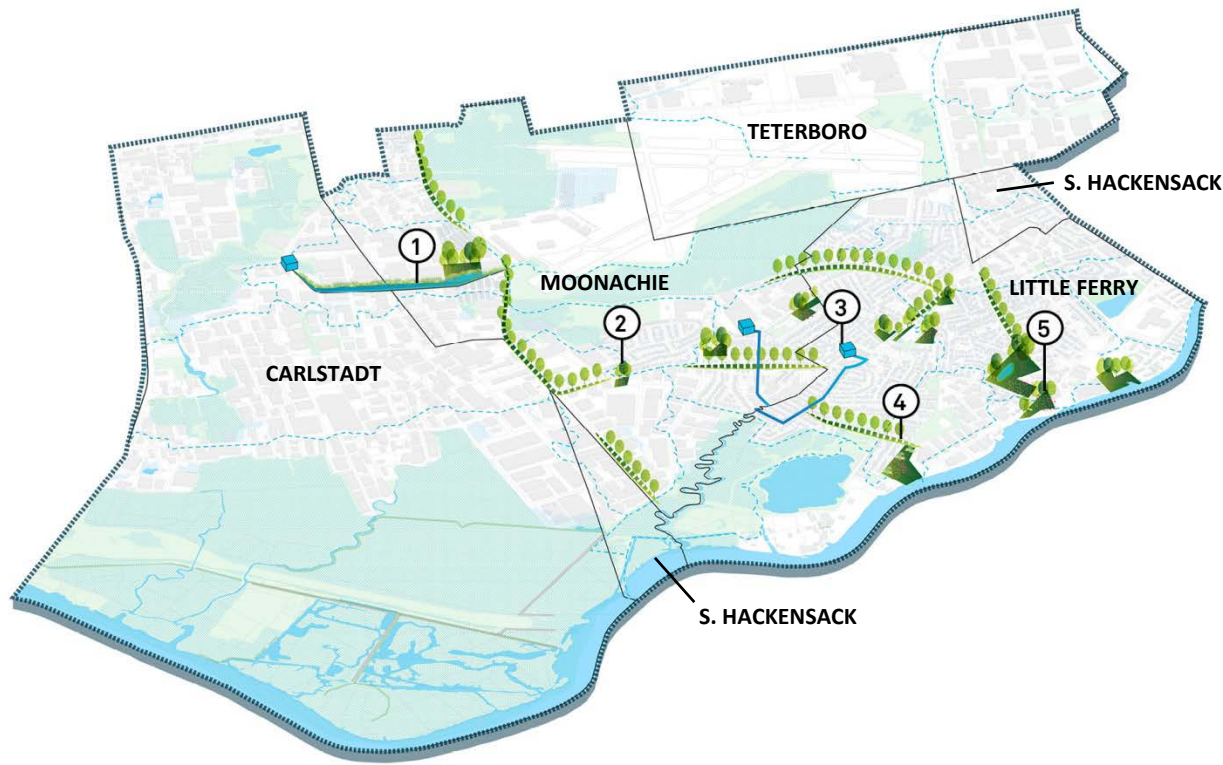 TETERBORO
S. HACKENSACK
1
MOONACHIE
LITTLE FERRY
2
3
5
CARLSTADT
4
S. HACKENSACK